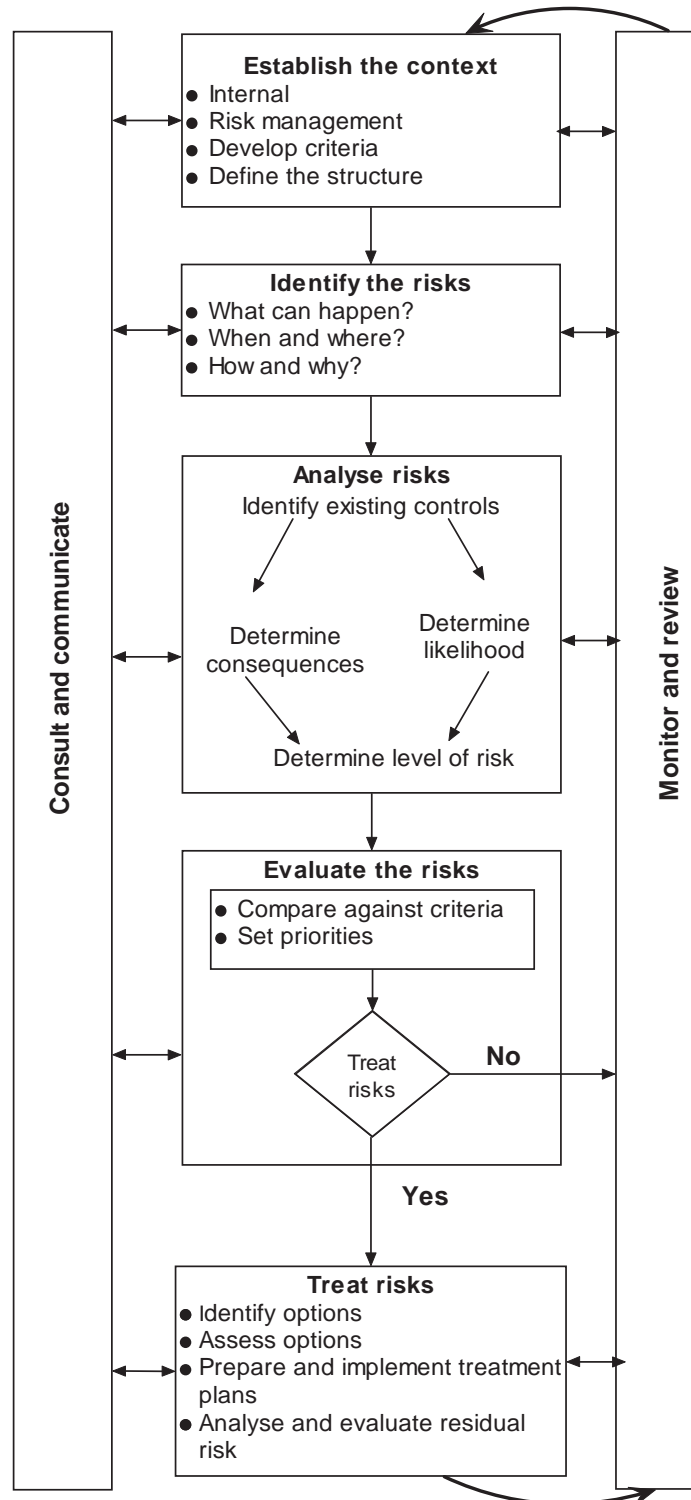 Establish the context
● Internal
● Risk management
● Develop criteria
● Define the structure
Identify the risks
● What can happen?
● When and where?
● How and why?
Analyse risks
Identify existing controls
Determine
consequences
Determine
likelihood
Determine level of risk
Evaluate the risks
● Compare against criteria
● Set priorities
Treat
risks
No
Yes
Treat risks
● Identify options
● Assess options
● Prepare and implement treatment
plans
● Analyse and evaluate residual
risk
Consult and communicate
Monitor and review